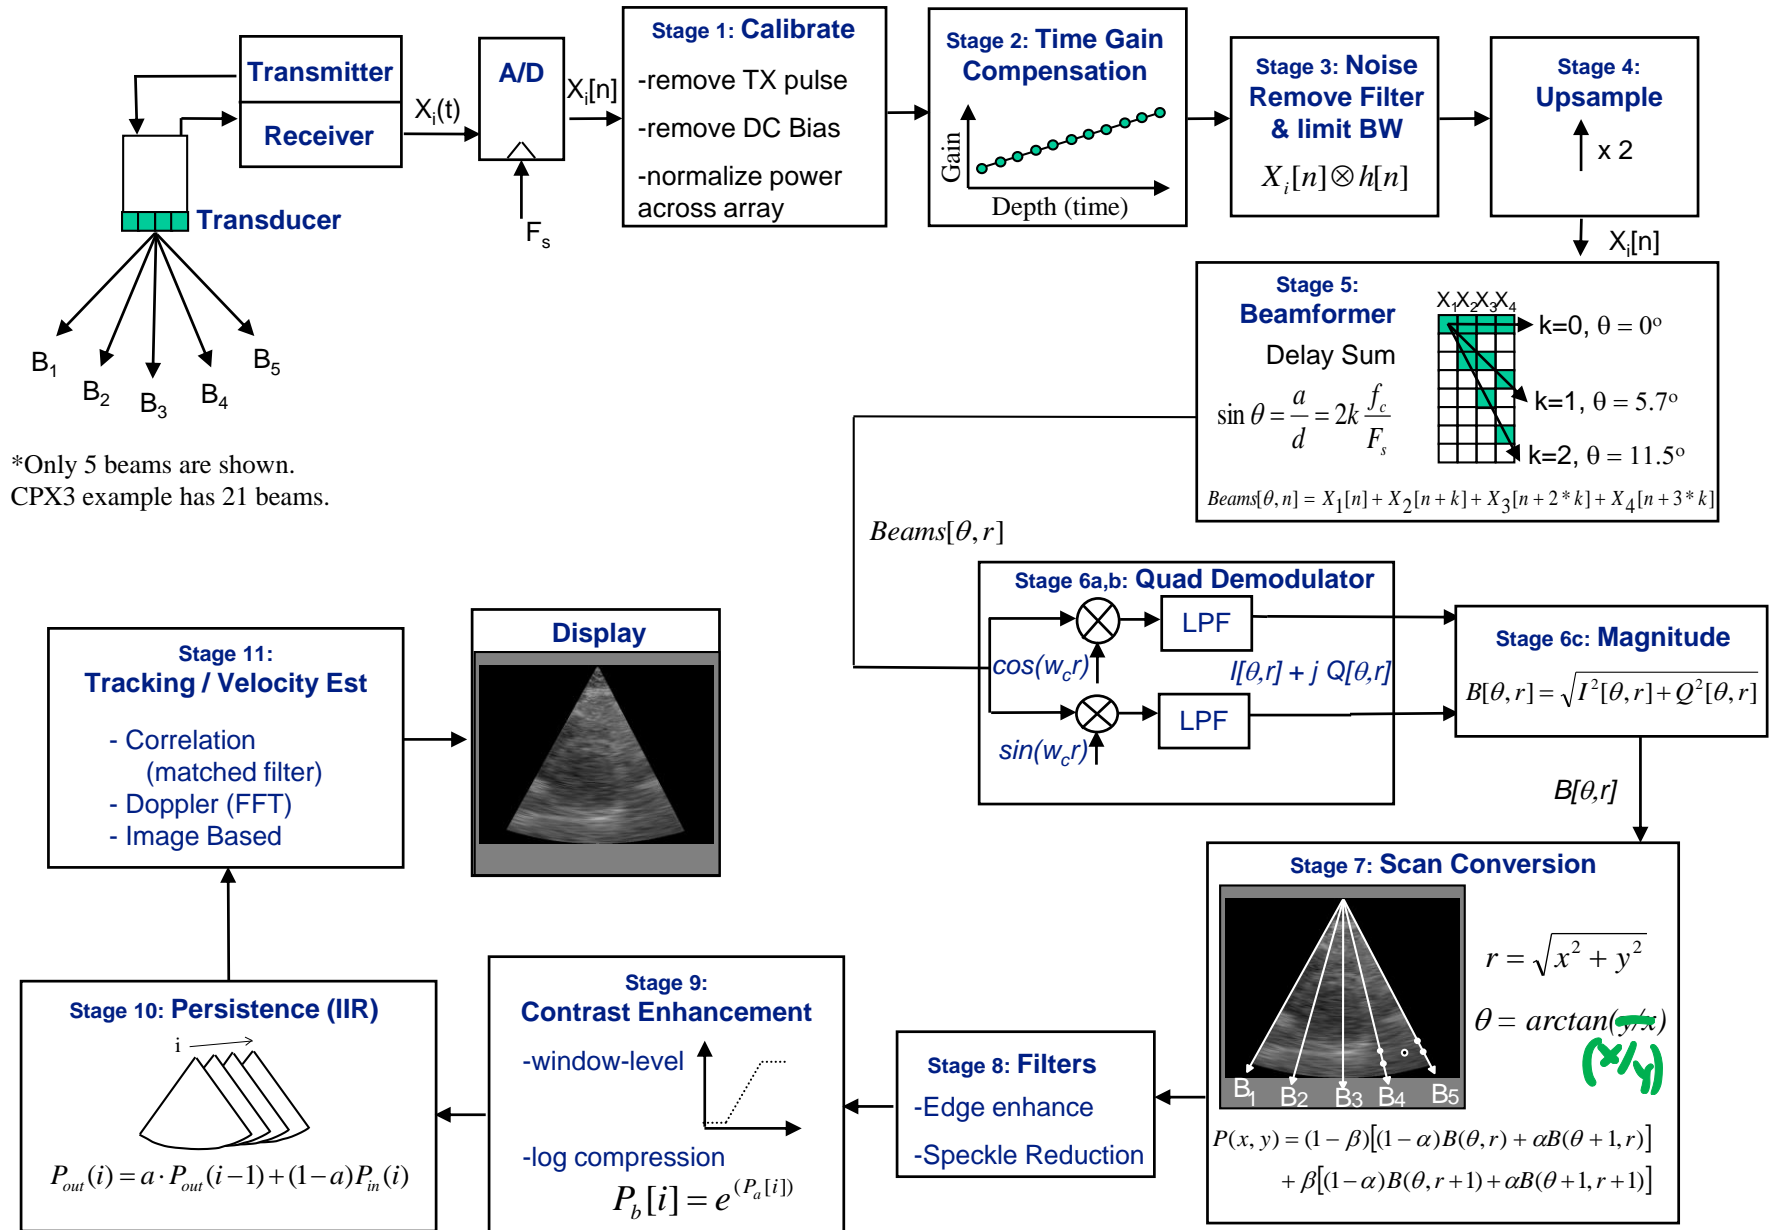 Transmitter
Receiver
Transducer
B1
B2
B3
B4
B5
*Only 5 beams are shown.
CPX3 example has 21 beams.
Xi(t)
A/D
Fs
Xi[n]
Stage 1: Calibrate
-remove TX pulse
-remove DC Bias
-normalize power
across array
Stage 2: Time Gain
Compensation
Gain
Depth (time)
Stage 3: Noise
Remove Filter
& limit BW
Xi[n]⊗h[n]
Stage 4:
Upsample
x 2
Xi[n]
Stage 5:
Beamformer
Delay Sum
sin θ = a/d = 2k fc/Fs
X1X2X3X4
k=0, θ = 0°
k=1, θ = 5.7°
k=2, θ = 11.5°
Beams[θ,n] = X1[n] + X2[n+k] + X3[n+2*k] + X4[n+3*k]
Beams[θ,r]
Stage 6a,b: Quad Demodulator
LPF
cos(wcr)
I[θ,r] + j Q[θ,r]
LPF
sin(wcr)
Stage 6c: Magnitude
B[θ,r] = √(I²[θ,r]+Q²[θ,r])
B[θ,r]
Stage 7: Scan Conversion
r = √(x² + y²)
θ = arctan(y/x)
(x/y)
B1 B2 B3 B4 B5
P(x, y) = (1−β)[(1−α)B(θ,r) + αB(θ+1,r)]
+ β[(1−α)B(θ,r+1) + αB(θ+1,r+1)]
Stage 8: Filters
-Edge enhance
-Speckle Reduction
Stage 9:
Contrast Enhancement
-window-level
-log compression
Pb[i] = e^(Pa[i])
Stage 10: Persistence (IIR)
i
Pout(i) = a·Pout(i−1)+(1−a)Pin(i)
Stage 11:
Tracking / Velocity Est
- Correlation
(matched filter)
- Doppler (FFT)
- Image Based
Display